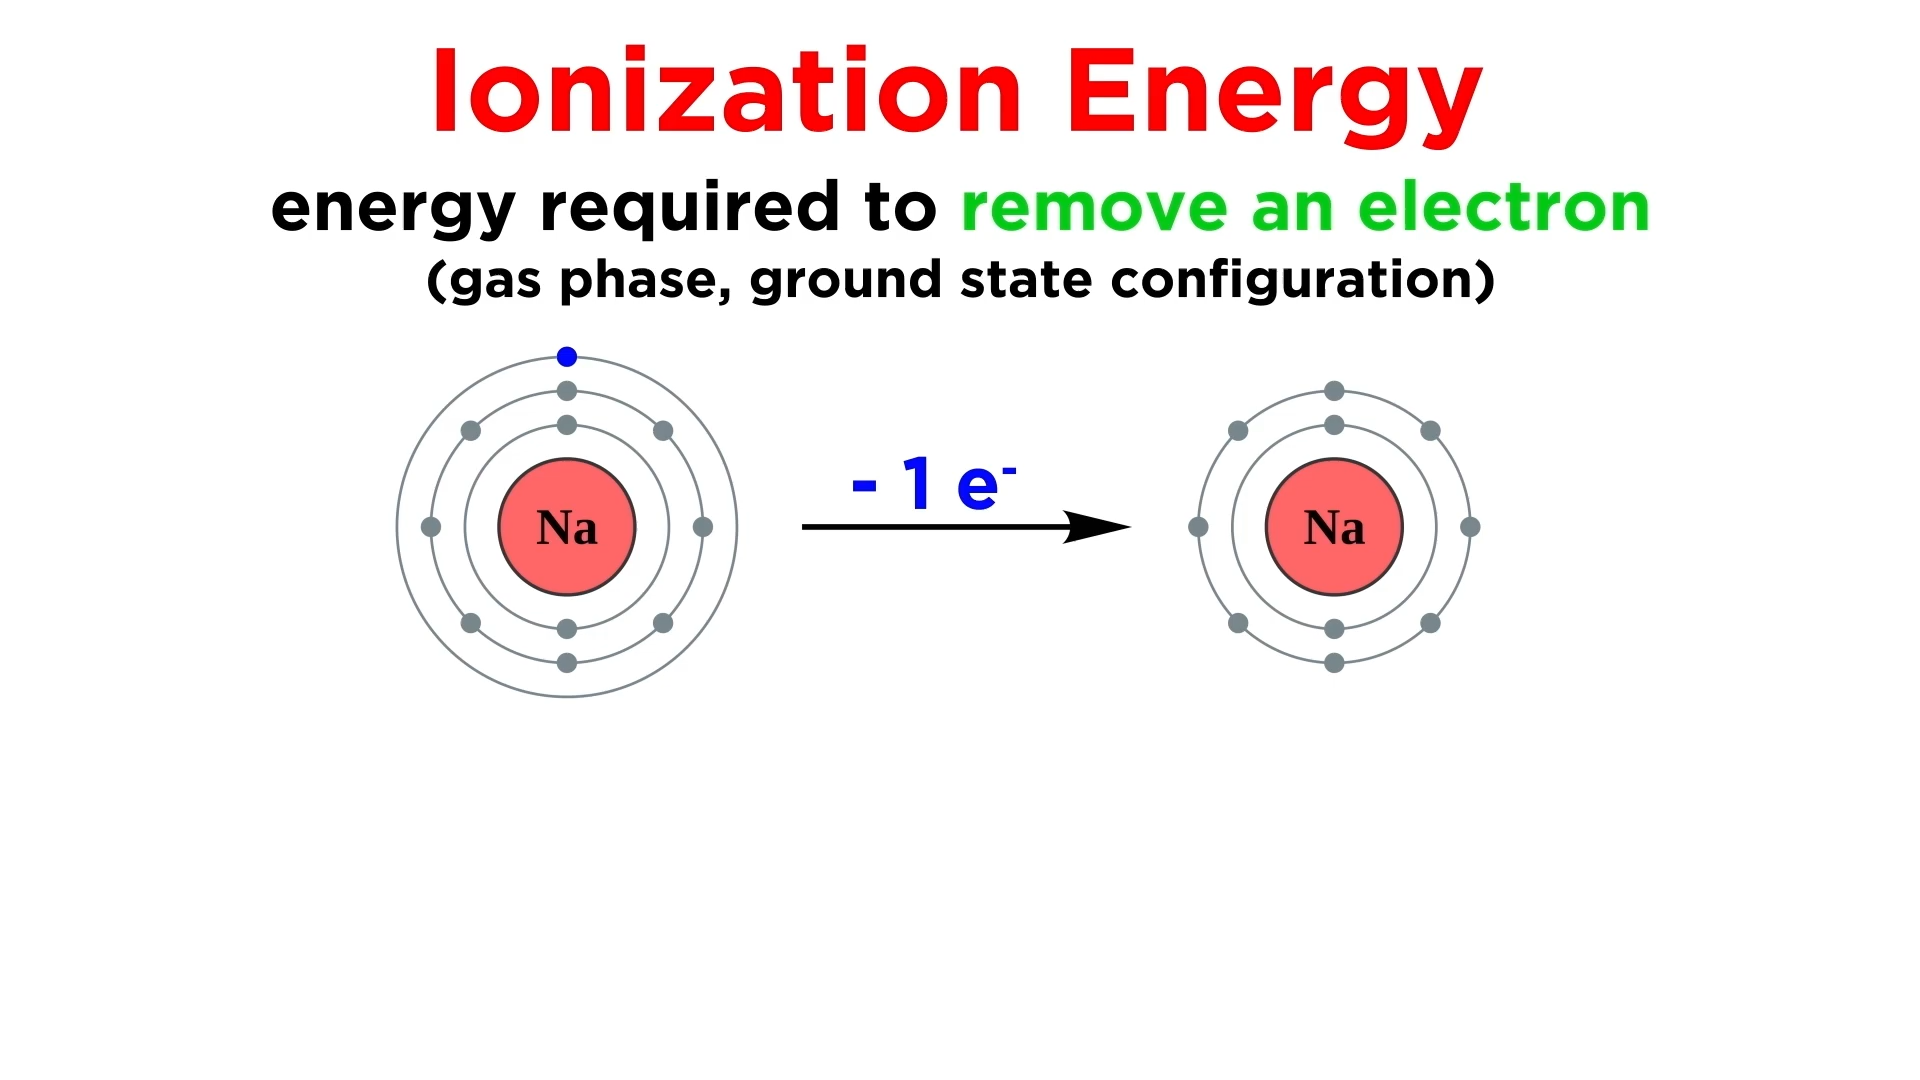 Ionization Energy
energy required to remove an electron
(gas phase, ground state configuration)
- 1 e⁻
Na
Na